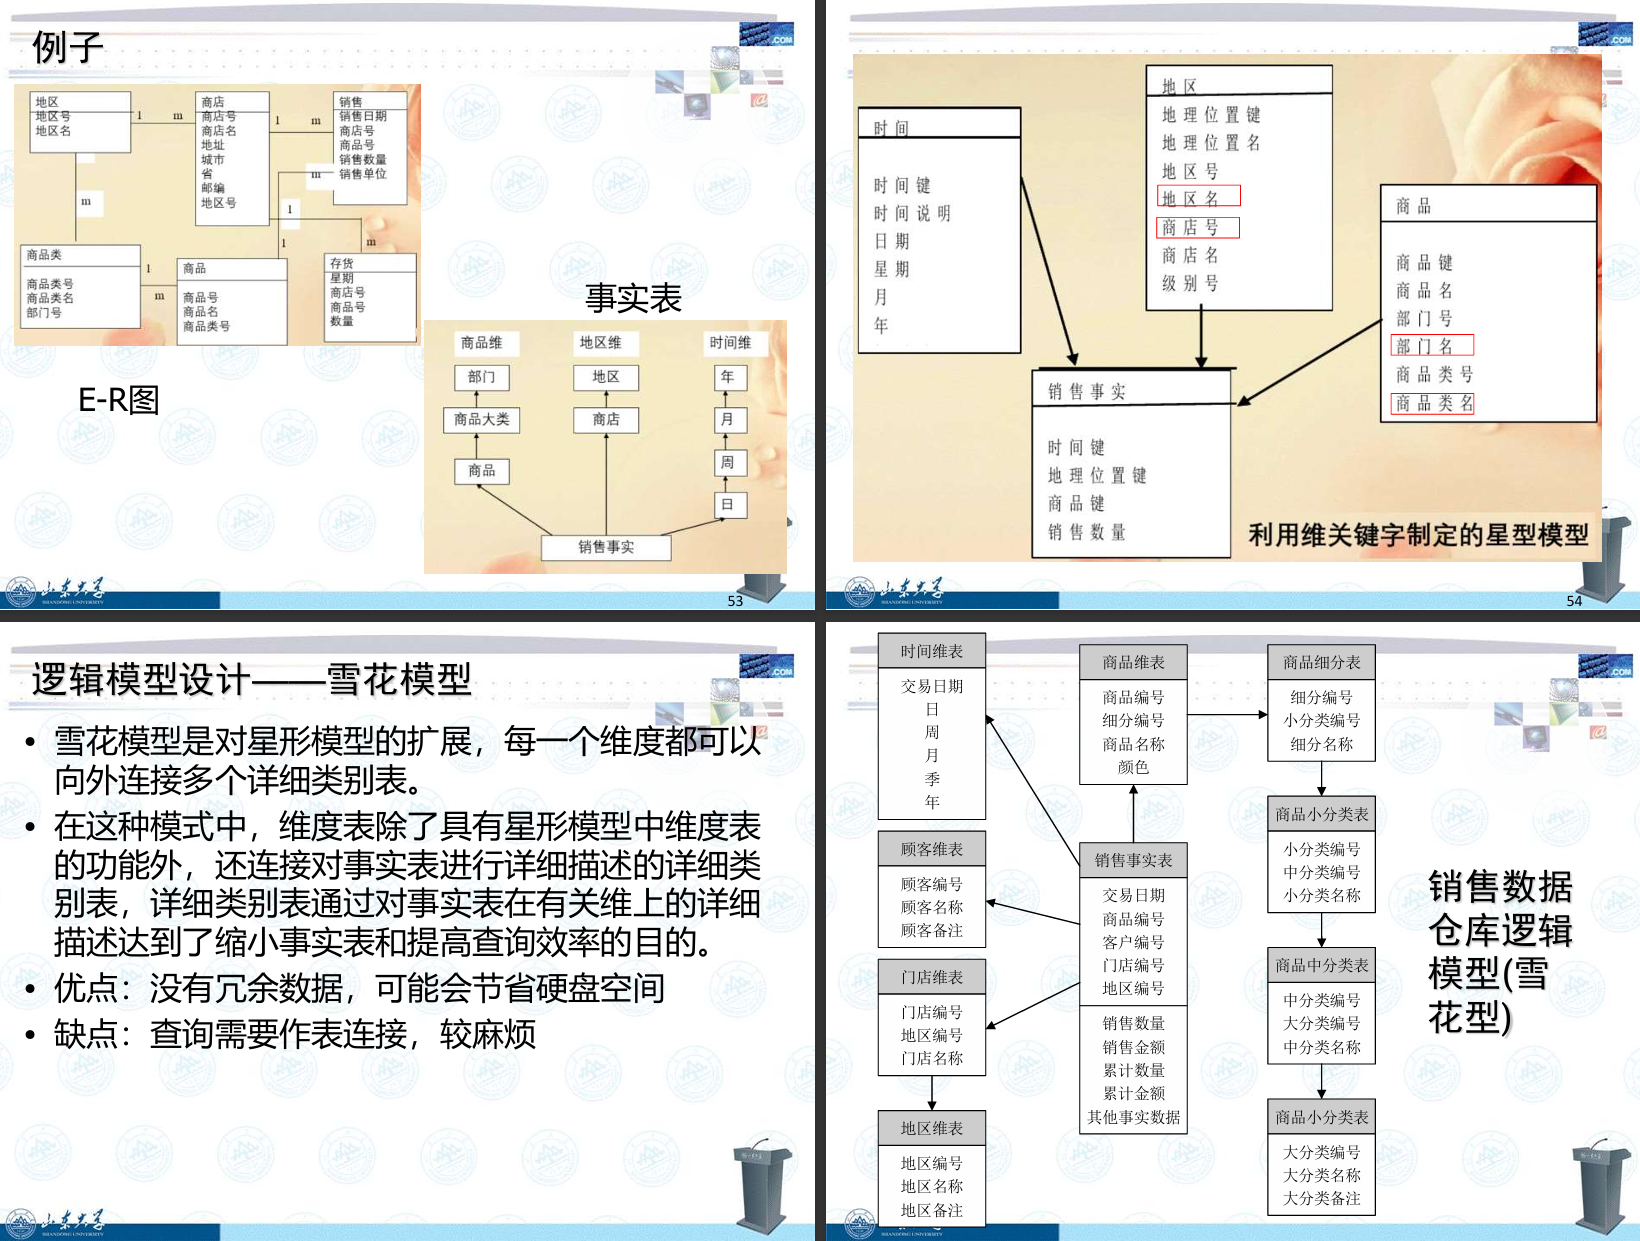 例子
地区
地区号
地区名
商店
商店号
商店名
地址
城市
省
邮编
地区号
销售
销售日期
商店号
商品号
销售数量
销售单位
1
m
1
m
m
m
1
1
m
商品类
商品类号
商品类名
部门号
1
m
商品
商品号
商品名
商品类号
存货
星期
商店号
商品号
数量
E-R图
事实表
商品维
地区维
时间维
部门
地区
年
商品大类
商店
月
商品
周
日
销售事实
山东大学
SHANDONG UNIVERSITY
53
.COM
@
时间
时间键
时间说明
日期
星期
月
年
地区
地理位置键
地理位置名
地区号
地区名
商店号
商店名
级别号
商品
商品键
商品名
部门号
部门名
商品类号
商品类名
销售事实
时间键
地理位置键
商品键
销售数量
利用维关键字制定的星型模型
山东大学
SHANDONG UNIVERSITY
54
.COM
逻辑模型设计——雪花模型
• 雪花模型是对星形模型的扩展，每一个维度都可以
向外连接多个详细类别表。
• 在这种模式中，维度表除了具有星形模型中维度表
的功能外，还连接对事实表进行详细描述的详细类
别表，详细类别表通过对事实表在有关维上的详细
描述达到了缩小事实表和提高查询效率的目的。
• 优点：没有冗余数据，可能会节省硬盘空间
• 缺点：查询需要作表连接，较麻烦
山东大学
SHANDONG UNIVERSITY
.COM
@
时间维表
交易日期
日
周
月
季
年
顾客维表
顾客编号
顾客名称
顾客备注
门店维表
门店编号
地区编号
门店名称
地区维表
地区编号
地区名称
地区备注
商品维表
商品编号
细分编号
商品名称
颜色
销售事实表
交易日期
商品编号
客户编号
门店编号
地区编号
销售数量
销售金额
累计数量
累计金额
其他事实数据
商品细分表
细分编号
小分类编号
细分名称
商品小分类表
小分类编号
中分类编号
小分类名称
商品中分类表
中分类编号
大分类编号
中分类名称
商品小分类表
大分类编号
大分类名称
大分类备注
销售数据
仓库逻辑
模型(雪
花型)
.COM
@